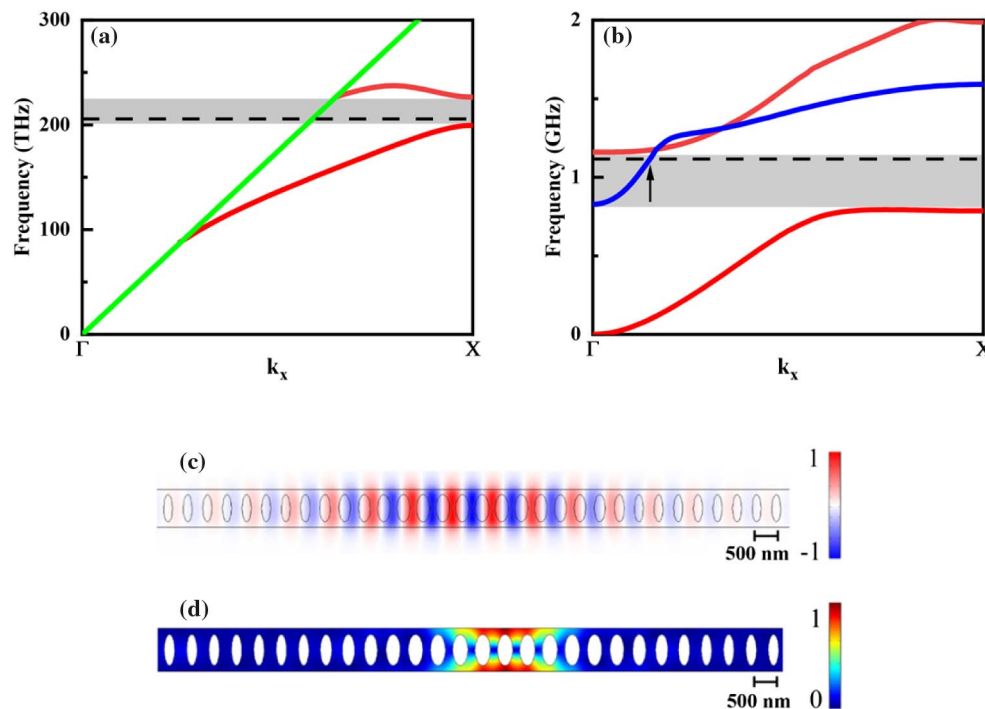 (a)
300
200
100
0
Frequency (THz)
Γ
X
kx
(b)
2
1
0
Frequency (GHz)
Γ
X
kx
(c)
1
-1
500 nm
(d)
1
0
500 nm